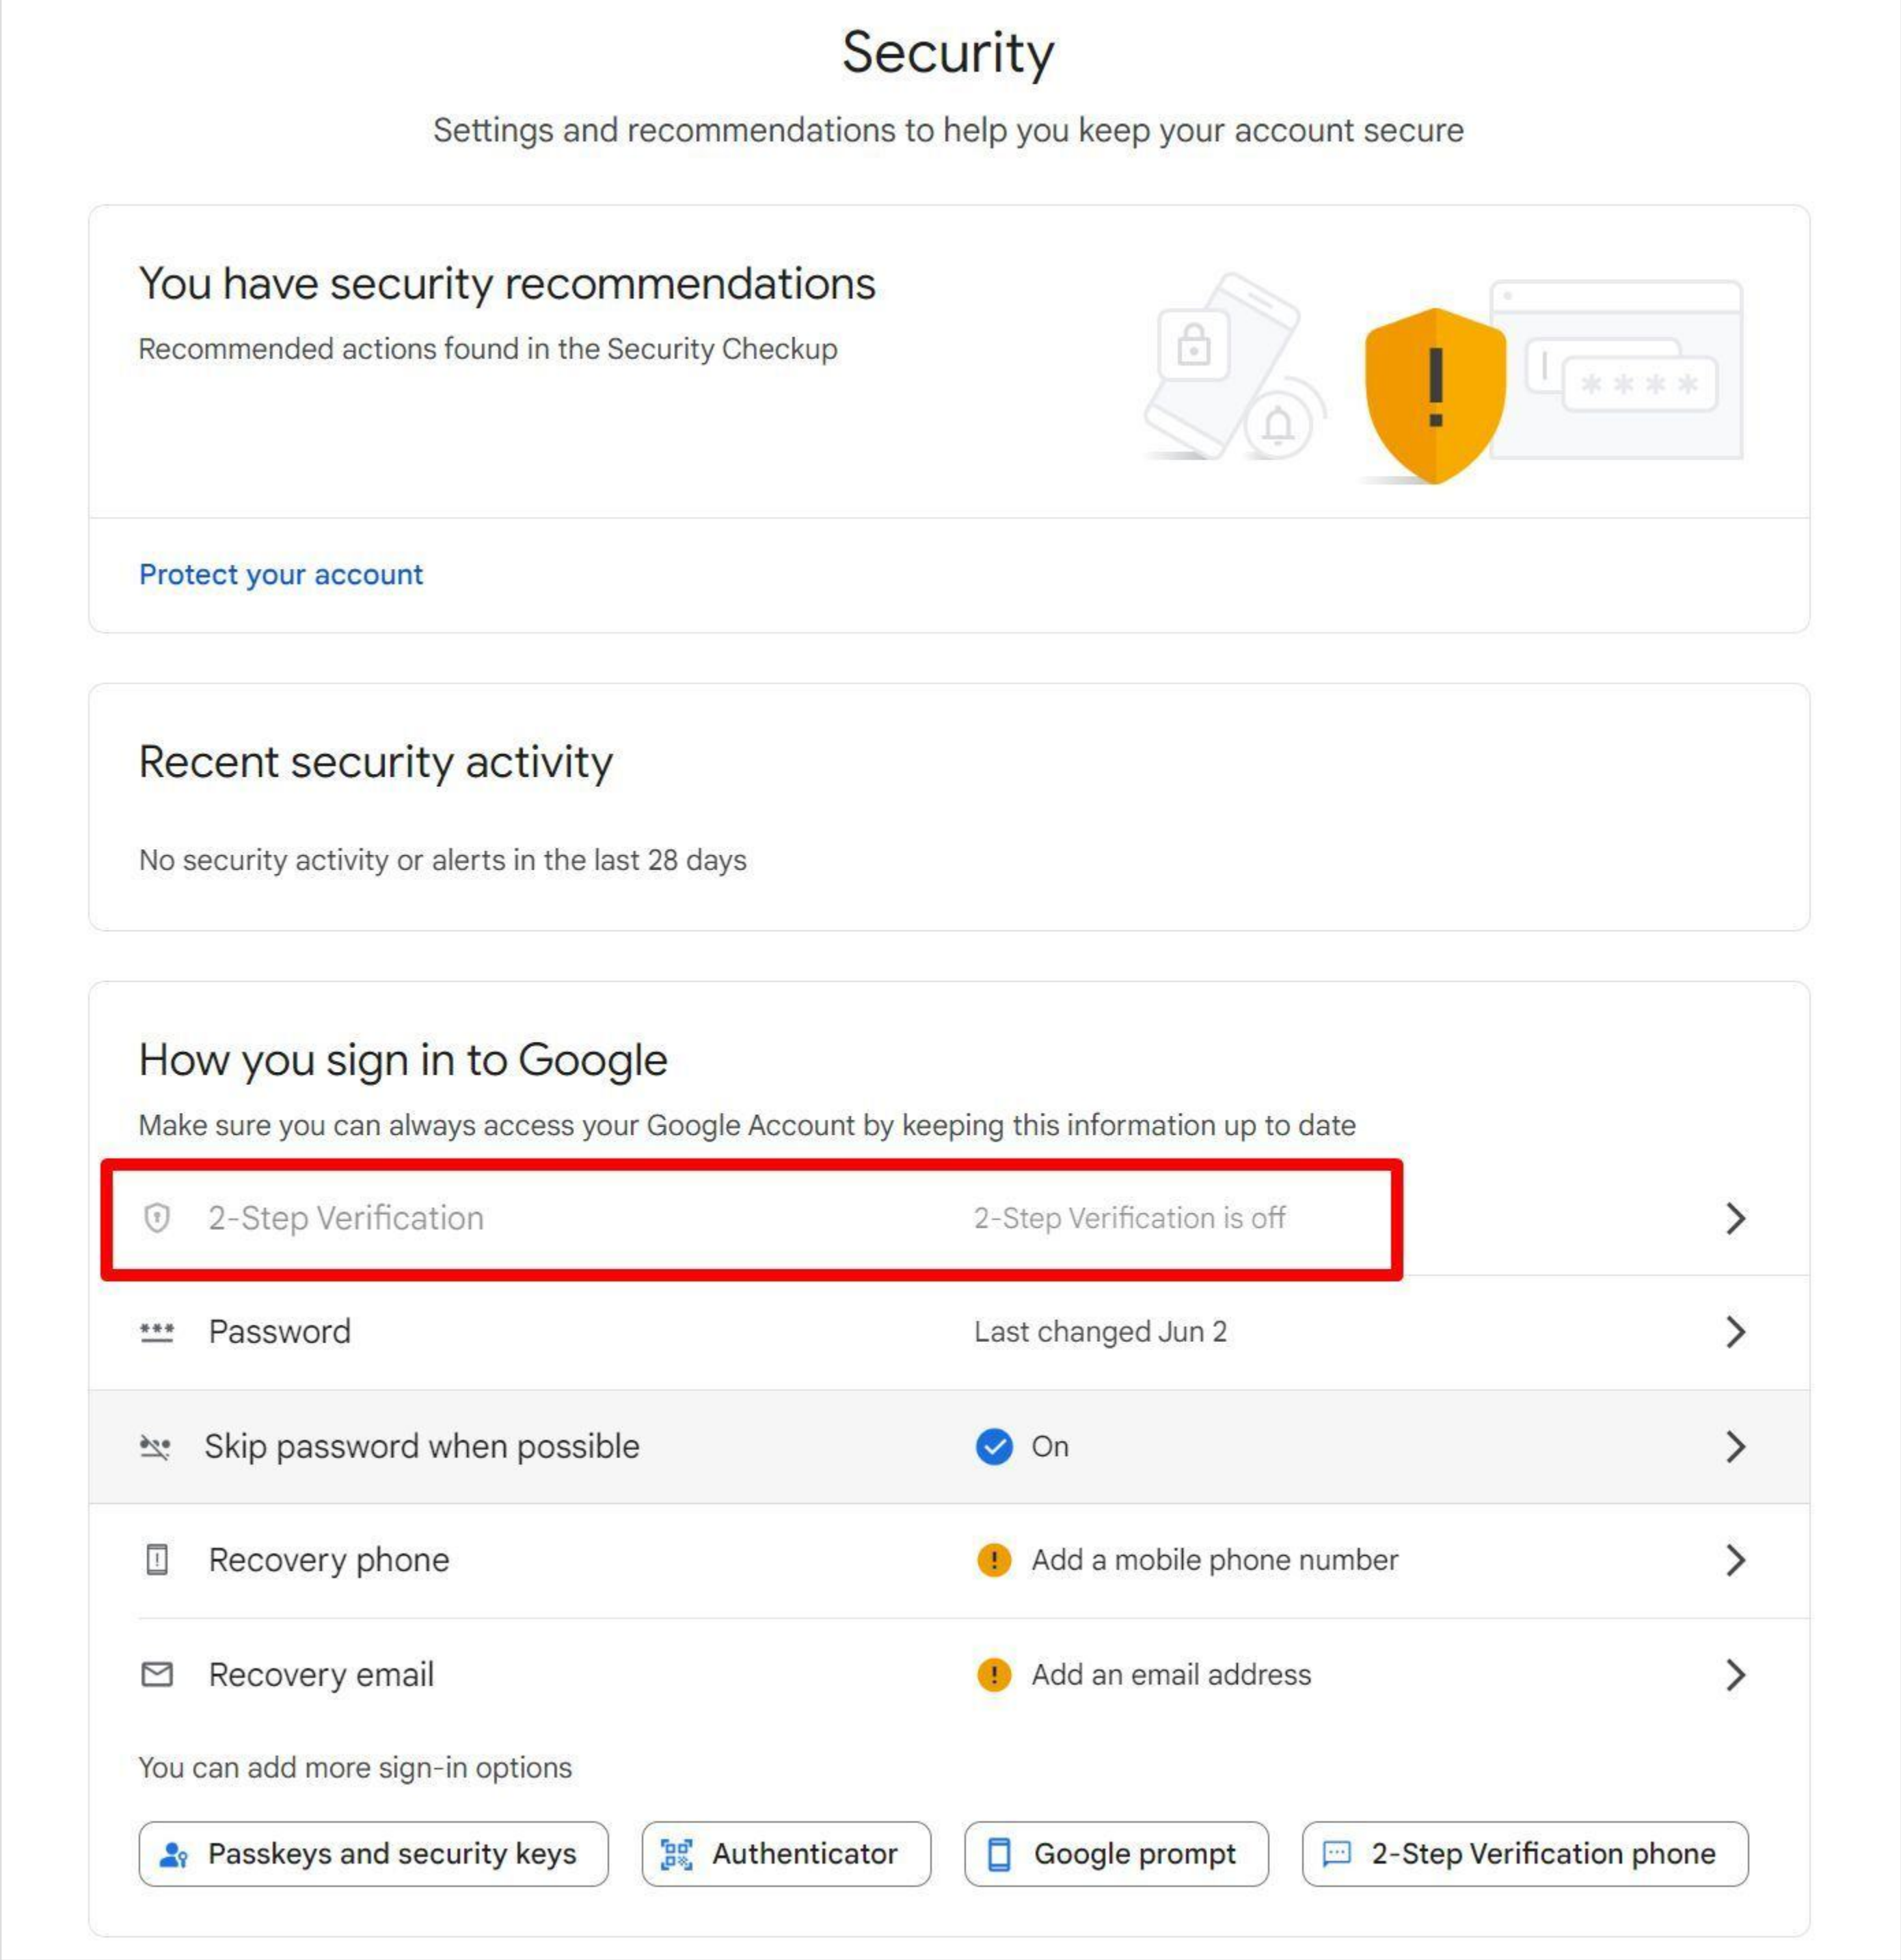 Security
Settings and recommendations to help you keep your account secure
You have security recommendations
Recommended actions found in the Security Checkup
Protect your account
Recent security activity
No security activity or alerts in the last 28 days
How you sign in to Google
Make sure you can always access your Google Account by keeping this information up to date
2-Step Verification 2-Step Verification is off
Password Last changed Jun 2
Skip password when possible On
Recovery phone Add a mobile phone number
Recovery email Add an email address
You can add more sign-in options
Passkeys and security keys Authenticator Google prompt 2-Step Verification phone